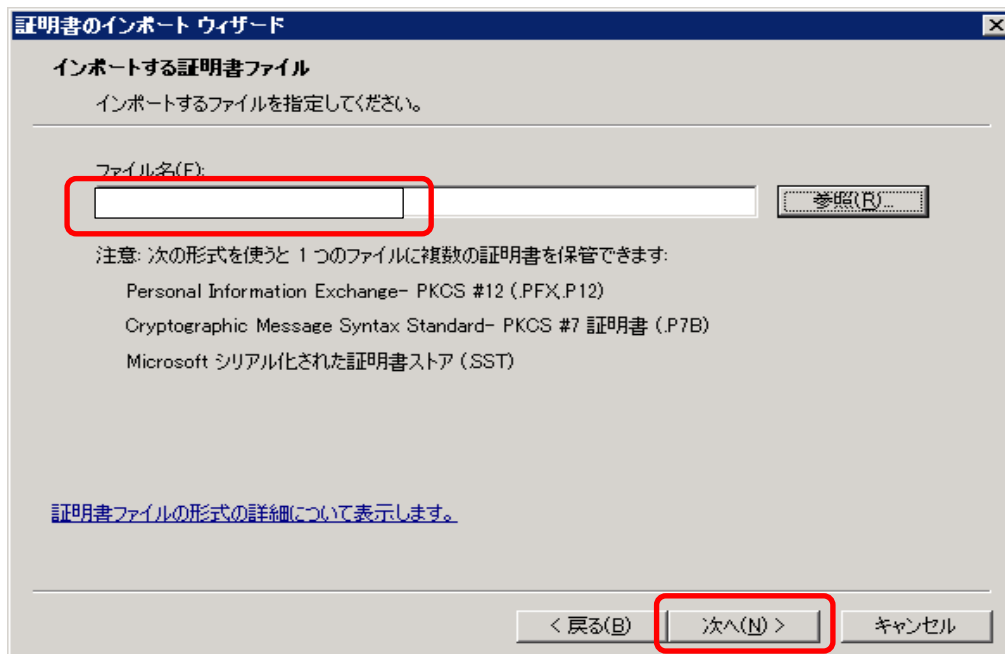 証明書のインポート ウィザード
インポートする証明書ファイル
インポートするファイルを指定してください。
ファイル名(F):
参照(R)...
注意: 次の形式を使うと 1 つのファイルに複数の証明書を保管できます:
Personal Information Exchange- PKCS #12 (.PFX,.P12)
Cryptographic Message Syntax Standard- PKCS #7 証明書 (.P7B)
Microsoft シリアル化された証明書ストア (.SST)
証明書ファイルの形式の詳細について表示します。
< 戻る(B)
次へ(N) >
キャンセル